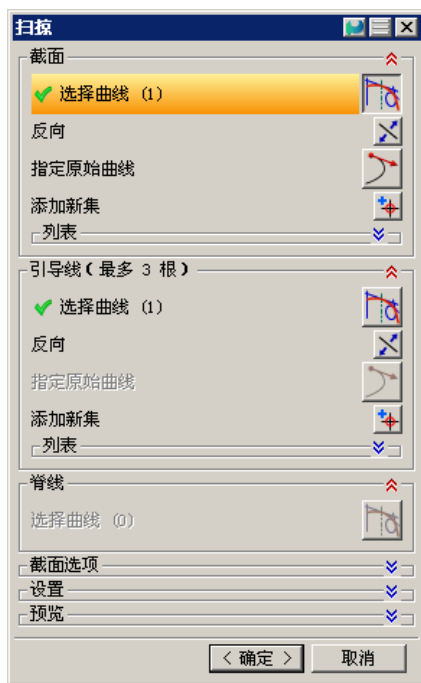 扫掠
截面
选择曲线 (1)
反向
指定原始曲线
添加新集
列表
引导线(最多 3 根)
选择曲线 (1)
反向
指定原始曲线
添加新集
列表
脊线
选择曲线 (0)
截面选项
设置
预览
< 确定 > 取消